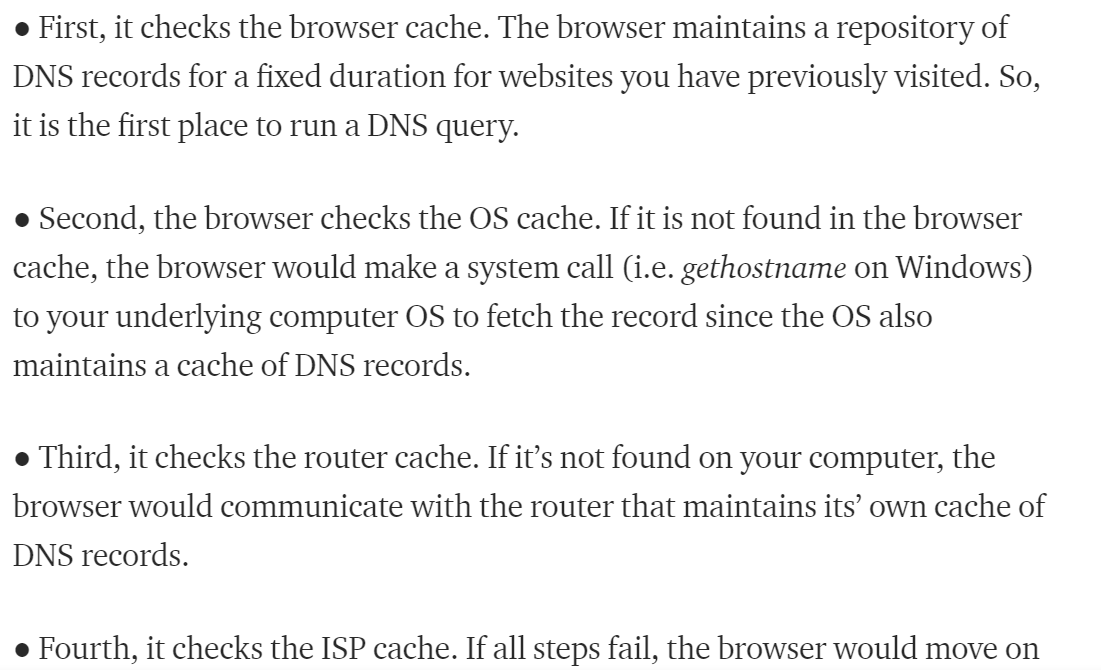 ● First, it checks the browser cache. The browser maintains a repository of
DNS records for a fixed duration for websites you have previously visited. So,
it is the first place to run a DNS query.
● Second, the browser checks the OS cache. If it is not found in the browser
cache, the browser would make a system call (i.e. gethostname on Windows)
to your underlying computer OS to fetch the record since the OS also
maintains a cache of DNS records.
● Third, it checks the router cache. If it’s not found on your computer, the
browser would communicate with the router that maintains its’ own cache of
DNS records.
● Fourth, it checks the ISP cache. If all steps fail, the browser would move on